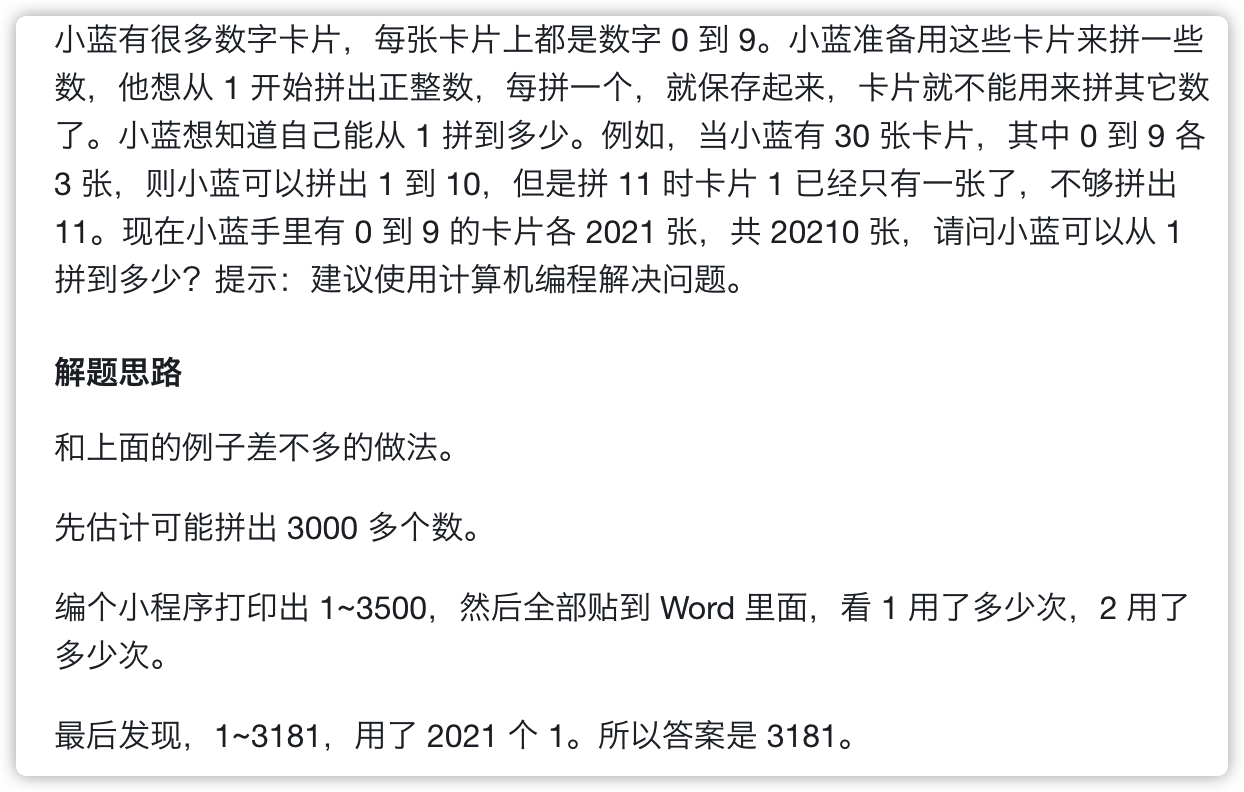 小蓝有很多数字卡片，每张卡片上都是数字 0 到 9。小蓝准备用这些卡片来拼一些
数，他想从 1 开始拼出正整数，每拼一个，就保存起来，卡片就不能用来拼其它数
了。小蓝想知道自己能从 1 拼到多少。例如，当小蓝有 30 张卡片，其中 0 到 9 各
3 张，则小蓝可以拼出 1 到 10，但是拼 11 时卡片 1 已经只有一张了，不够拼出
11。现在小蓝手里有 0 到 9 的卡片各 2021 张，共 20210 张，请问小蓝可以从 1
拼到多少？提示：建议使用计算机编程解决问题。
解题思路
和上面的例子差不多的做法。
先估计可能拼出 3000 多个数。
编个小程序打印出 1~3500，然后全部贴到 Word 里面，看 1 用了多少次，2 用了
多少次。
最后发现，1~3181，用了 2021 个 1。所以答案是 3181。